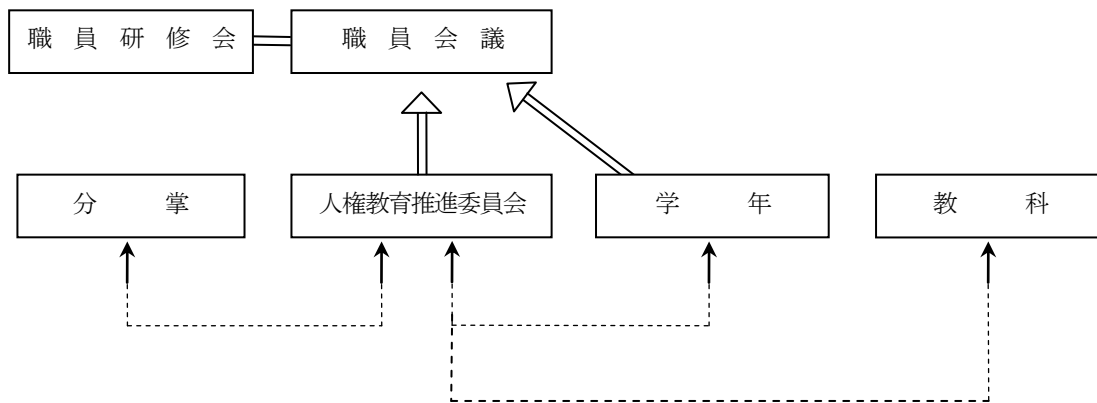 職員研修会
職員会議
分掌
人権教育推進委員会
学年
教科